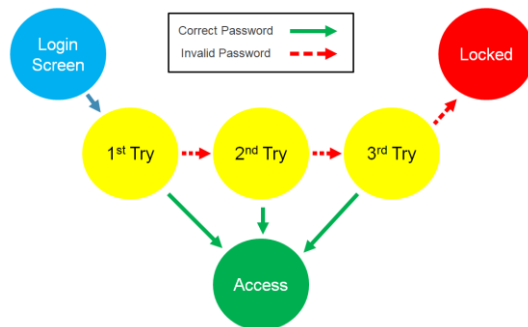 Login
Screen
Correct Password
Invalid Password
Locked
1st Try
2nd Try
3rd Try
Access